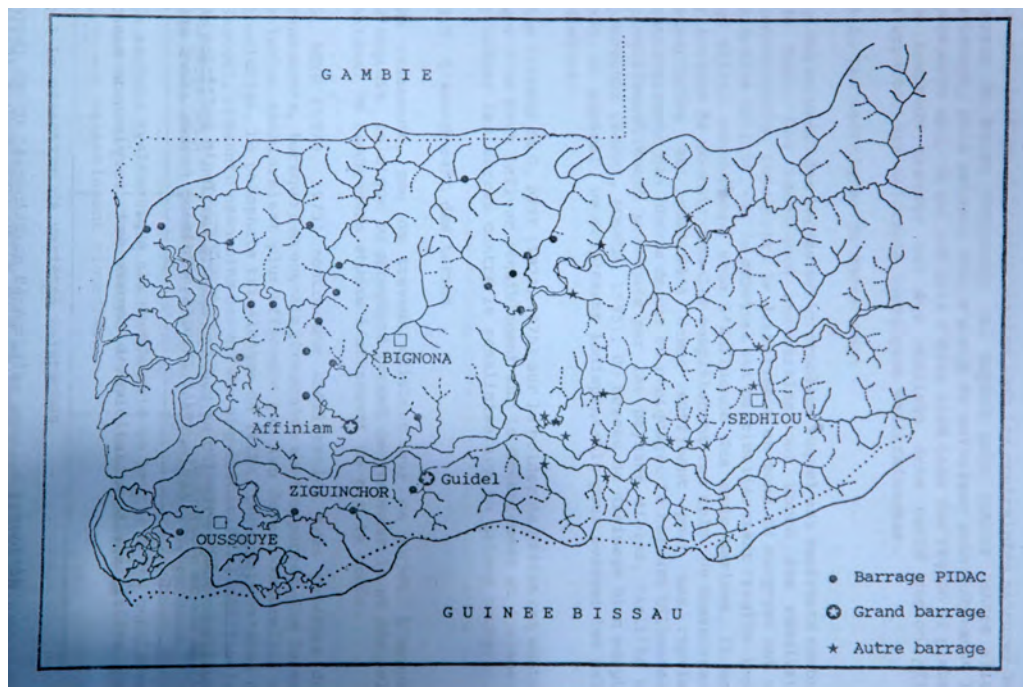 GAMBIE
BIGNONA
SEDHIOU
Affiniam
Guidel
ZIGUINCHOR
OUSSOUYE
Barrage PIDAC
GUINEE BISSAU
Grand barrage
Autre barrage